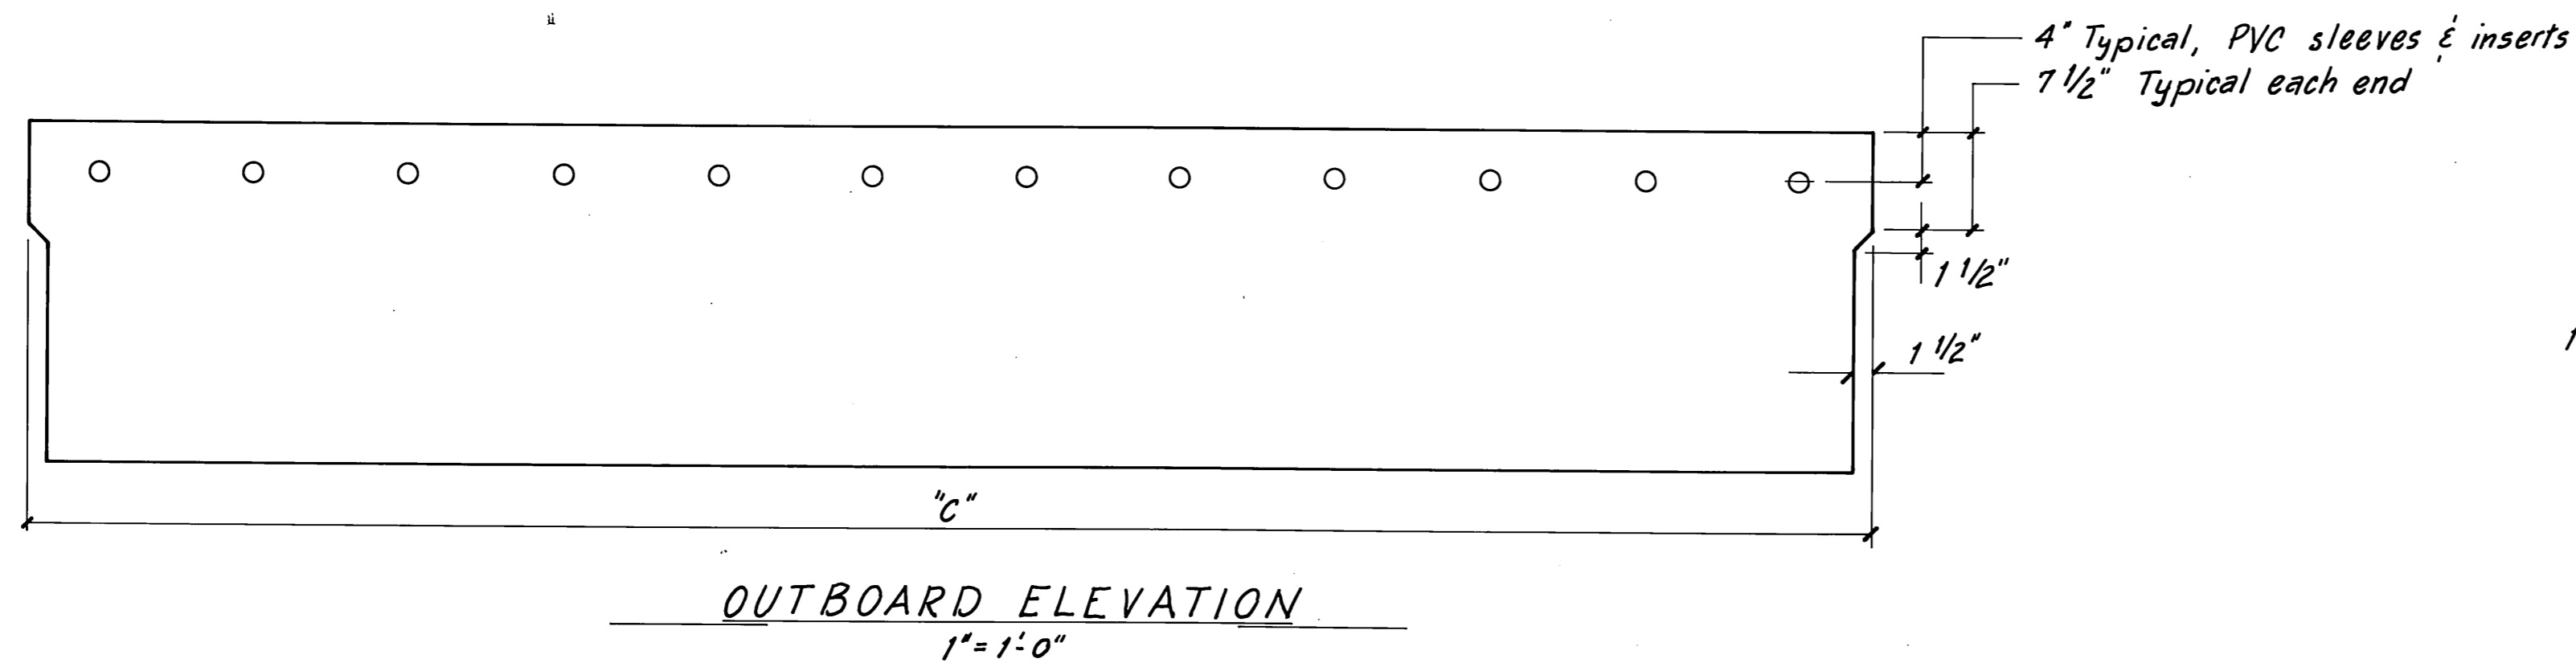 4" Typical, PVC sleeves & inserts
7 1/2" Typical each end
1 1/2"
1 1/2"
"C"
OUTBOARD ELEVATION
1"=1'-0"